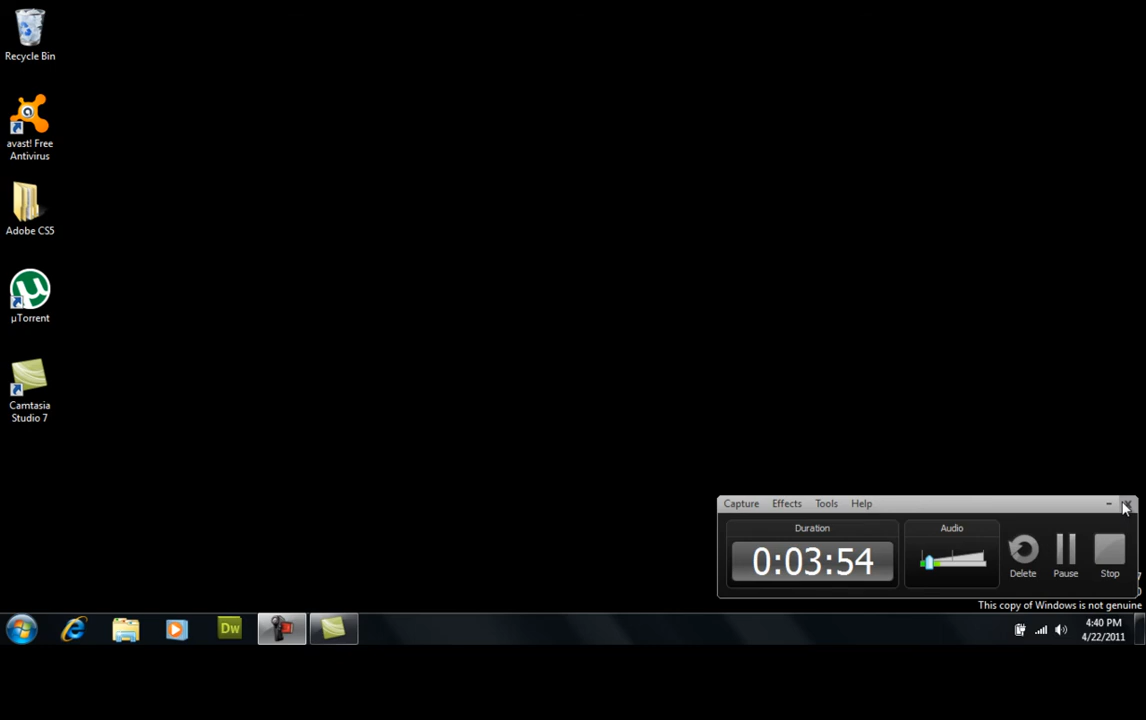 Recycle Bin
avast! Free
Antivirus
Adobe CS5
µTorrent
Camtasia
Studio 7
Capture Effects Tools Help
Duration
Audio
0:03:54
Delete Pause Stop
This copy of Windows is not genuine
Dw
4:40 PM
4/22/2011